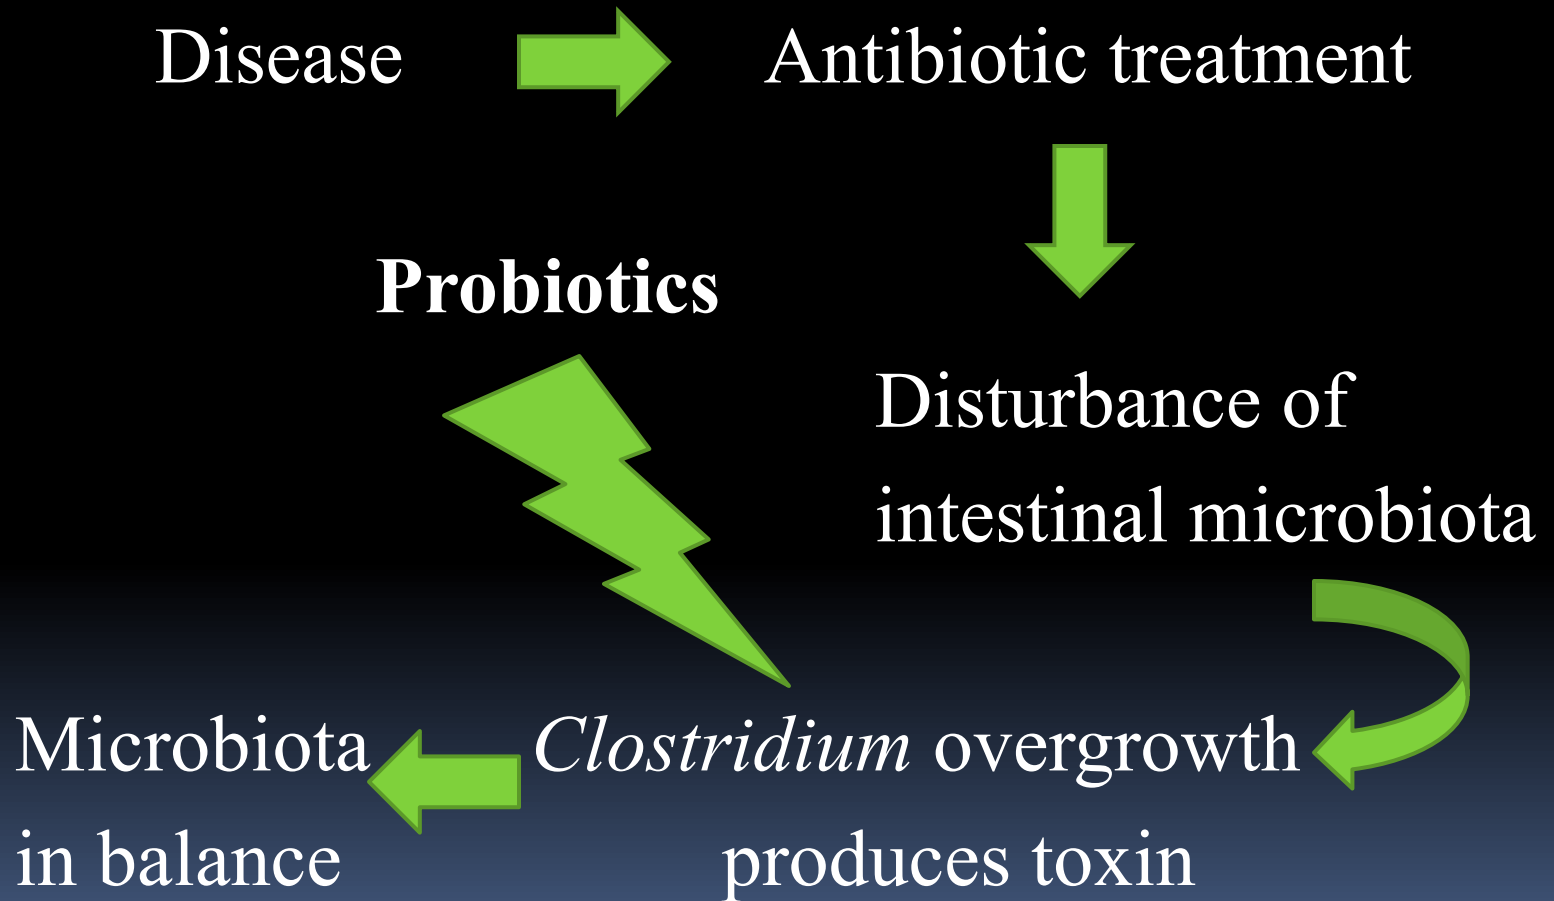 Disease
Antibiotic treatment
Probiotics
Disturbance of
intestinal microbiota
Microbiota
in balance
Clostridium overgrowth
produces toxin